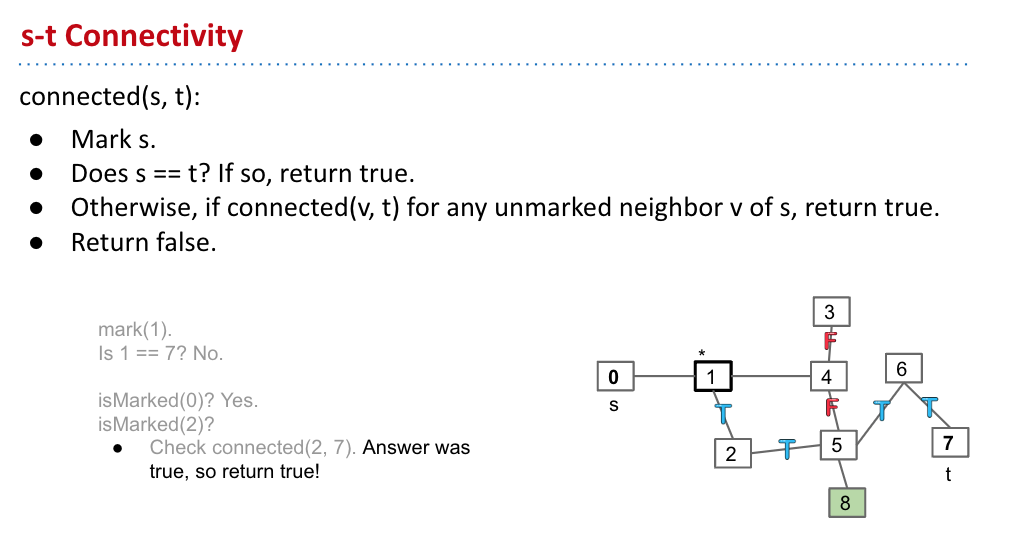 s-t Connectivity
connected(s, t):
● Mark s.
● Does s == t? If so, return true.
● Otherwise, if connected(v, t) for any unmarked neighbor v of s, return true.
● Return false.
mark(1).
Is 1 == 7? No.
isMarked(0)? Yes.
isMarked(2)?
● Check connected(2, 7). Answer was
true, so return true!
3
F
*
0
1
4
6
s
T
F
T
T
2
T
5
7
t
8